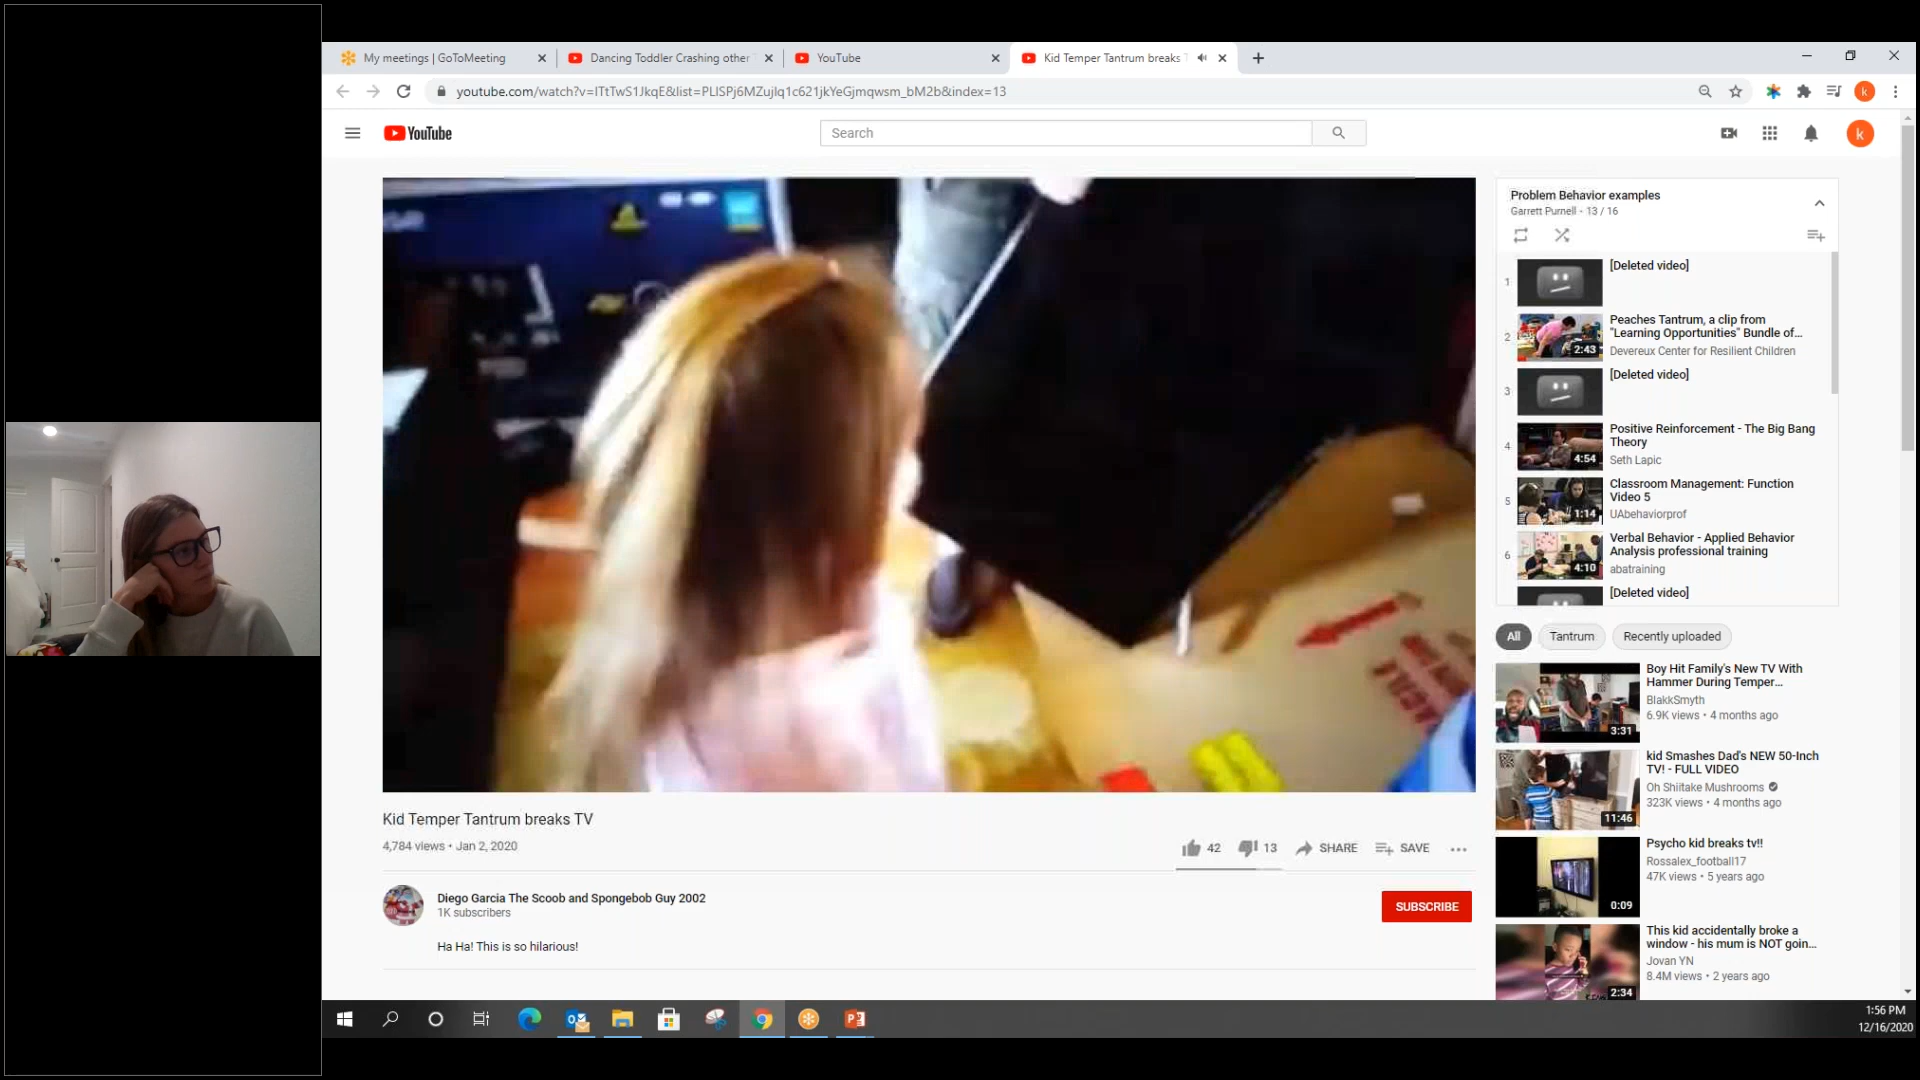 My meetings | GoToMeeting
Dancing Toddler Crashing other
YouTube
Kid Temper Tantrum breaks
youtube.com/watch?v=ITtTwS1JkqE&list=PLISPj6MZujlq1c621jkYeGjmqwsm_bM2b&index=13
k
YouTube
Search
k
Kid Temper Tantrum breaks TV
4,784 views • Jan 2, 2020
42
13
SHARE
SAVE
Diego Garcia The Scoob and Spongebob Guy 2002
1K subscribers
SUBSCRIBE
Ha Ha! This is so hilarious!
Problem Behavior examples
Garrett Purnell - 13 / 16
1
[Deleted video]
2
2:43
Peaches Tantrum, a clip from
"Learning Opportunities" Bundle of...
Devereux Center for Resilient Children
3
[Deleted video]
4
4:54
Positive Reinforcement - The Big Bang
Theory
Seth Lapic
5
1:14
Classroom Management: Function
Video 5
UAbehaviorprof
6
4:10
Verbal Behavior - Applied Behavior
Analysis professional training
abatraining
[Deleted video]
All
Tantrum
Recently uploaded
3:31
Boy Hit Family's New TV With
Hammer During Temper...
BlakkSmyth
6.9K views • 4 months ago
11:46
kid Smashes Dad's NEW 50-Inch
TV! - FULL VIDEO
Oh Shiitake Mushrooms
323K views • 4 months ago
0:09
Psycho kid breaks tv!!
Rossalex_football17
47K views • 5 years ago
2:34
This kid accidentally broke a
window - his mum is NOT goin...
Jovan YN
8.4M views • 2 years ago
1:56 PM
12/16/2020